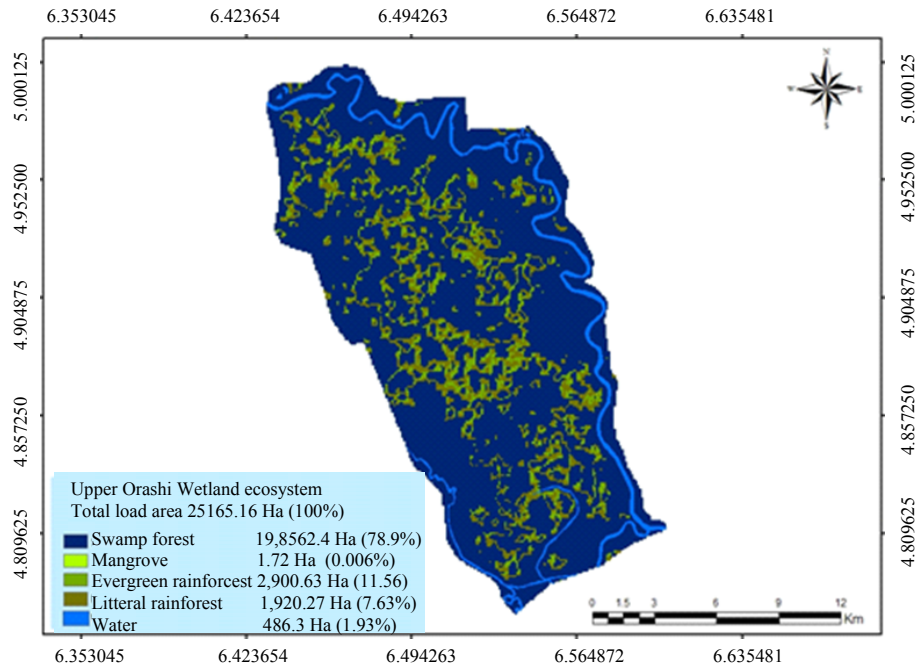 6.353045 6.423654 6.494263 6.564872 6.635481
N
W E
S
5.000125 5.000125
4.952500 4.952500
4.904875 4.904875
4.857250 4.857250
4.809625 4.809625
Upper Orashi Wetland ecosystem
Total load area 25165.16 Ha (100%)
Swamp forest 19,8562.4 Ha (78.9%)
Mangrove 1.72 Ha (0.006%)
Evergreen rainforcest 2,900.63 Ha (11.56)
Litteral rainforest 1,920.27 Ha (7.63%)
Water 486.3 Ha (1.93%)
0 1.5 3 6 9 12
Km
6.353045 6.423654 6.494263 6.564872 6.635481